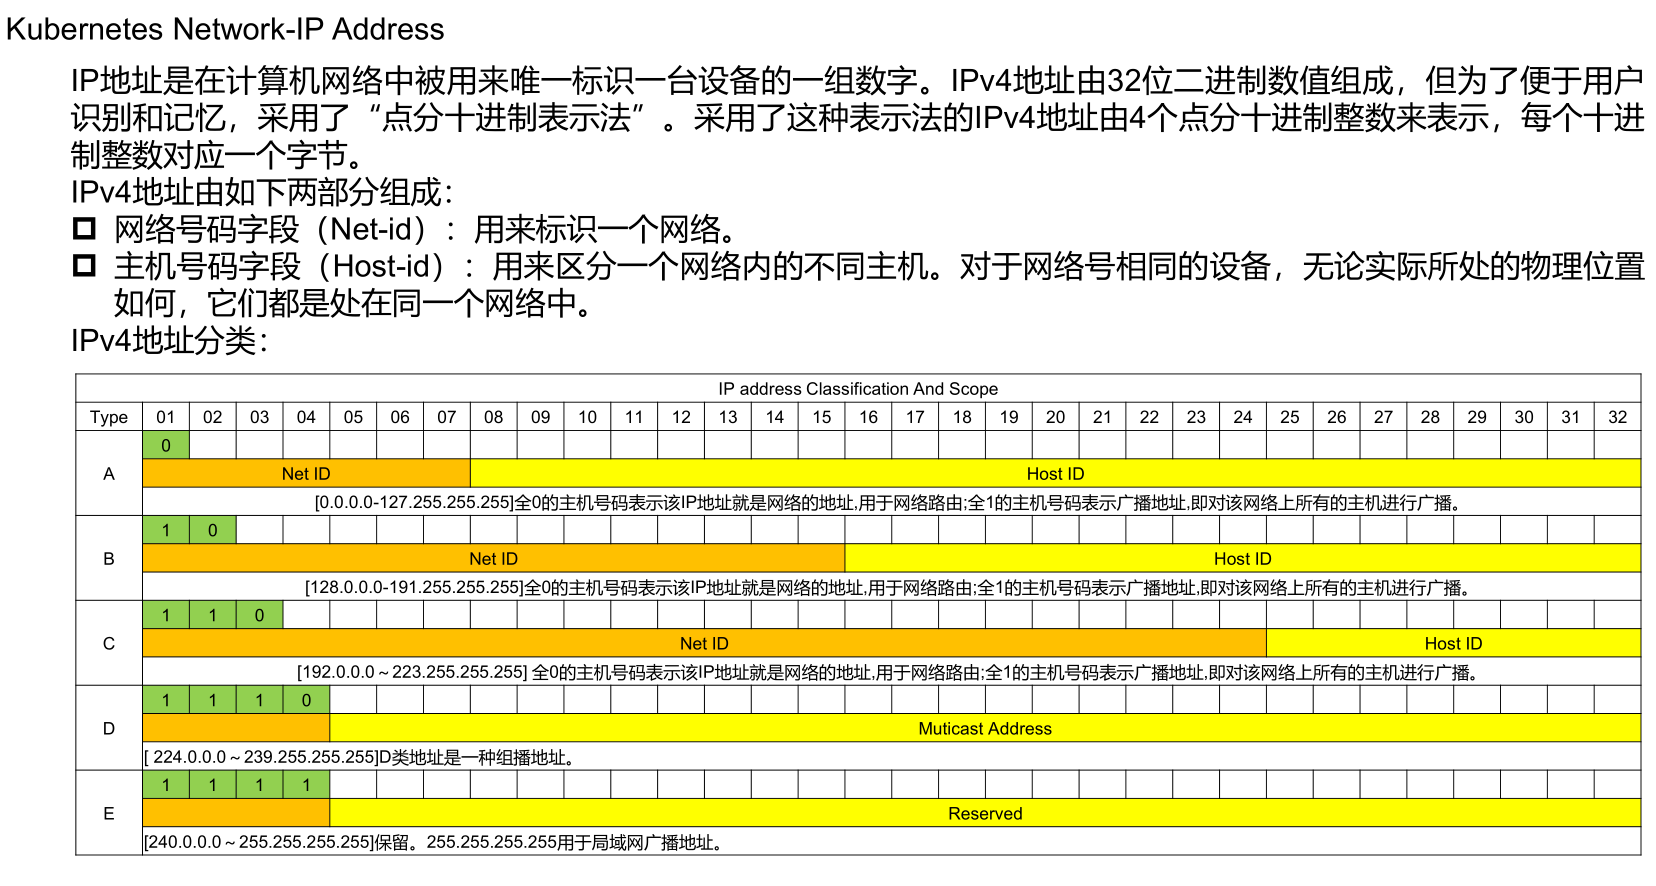 Kubernetes Network-IP Address
IP地址是在计算机网络中被用来唯一标识一台设备的一组数字。IPv4地址由32位二进制数值组成，但为了便于用户
识别和记忆，采用了“点分十进制表示法”。采用了这种表示法的IPv4地址由4个点分十进制整数来表示，每个十进
制整数对应一个字节。
IPv4地址由如下两部分组成：
网络号码字段（Net-id）：用来标识一个网络。
主机号码字段（Host-id）：用来区分一个网络内的不同主机。对于网络号相同的设备，无论实际所处的物理位置
如何，它们都是处在同一个网络中。
IPv4地址分类：
IP address Classification And Scope
Type 01 02 03 04 05 06 07 08 09 10 11 12 13 14 15 16 17 18 19 20 21 22 23 24 25 26 27 28 29 30 31 32
0
A
Net ID Host ID
[0.0.0.0-127.255.255.255]全0的主机号码表示该IP地址就是网络的地址,用于网络路由;全1的主机号码表示广播地址,即对该网络上所有的主机进行广播。
1 0
B
Net ID Host ID
[128.0.0.0-191.255.255.255]全0的主机号码表示该IP地址就是网络的地址,用于网络路由;全1的主机号码表示广播地址,即对该网络上所有的主机进行广播。
1 1 0
C
Net ID Host ID
[192.0.0.0～223.255.255.255] 全0的主机号码表示该IP地址就是网络的地址,用于网络路由;全1的主机号码表示广播地址,即对该网络上所有的主机进行广播。
1 1 1 0
D
Muticast Address
[ 224.0.0.0～239.255.255.255]D类地址是一种组播地址。
1 1 1 1
E
Reserved
[240.0.0.0～255.255.255.255]保留。255.255.255.255用于局域网广播地址。